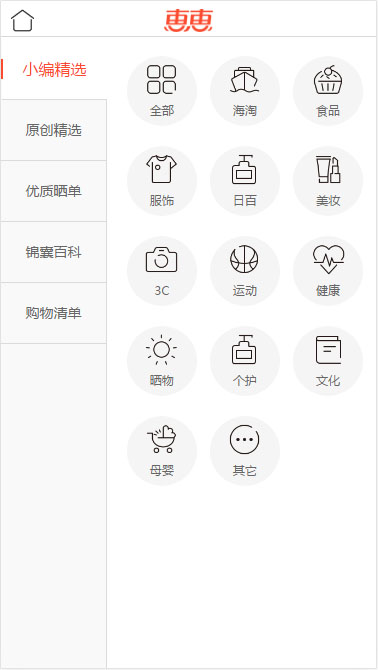 惠惠
小编精选
原创精选
优质晒单
锦囊百科
购物清单
全部
海淘
食品
服饰
日百
美妆
3C
运动
健康
晒物
个护
文化
母婴
其它